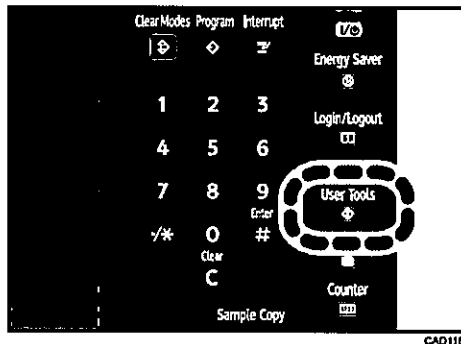 Clear Modes Program Interrupt
Energy Saver
1 2 3
Login/Logout
4 5 6
7 8 9
User Tools
Enter
·/* 0 #
Clear
C
Counter
Sample Copy
CAD11